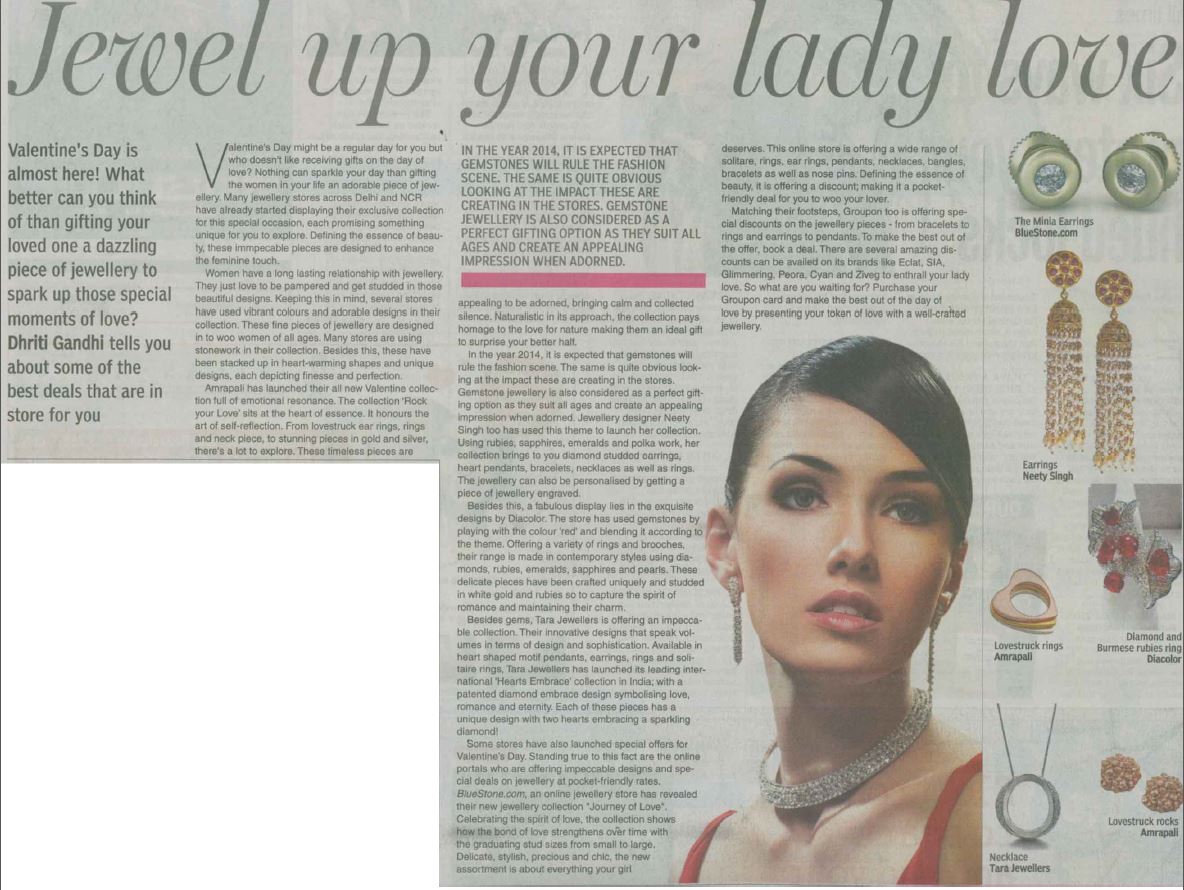 Jewel up your lady love
Valentine's Day is
almost here! What
better can you think
of than gifting your
loved one a dazzling
piece of jewellery to
spark up those special
moments of love?
Dhriti Gandhi tells you
about some of the
best deals that are in
store for you
Valentine's Day might be a regular day for you but
who doesn't like receiving gifts on the day of
love? Nothing can sparkle your day than gifting
the women in your life an adorable piece of jew-
ellery. Many jewellery stores across Delhi and NCR
have already started displaying their exclusive collection
for this special occasion, each promising something
unique for you to explore. Defining the essence of beau-
ty, these immpecable pieces are designed to enhance
the feminine touch.
Women have a long lasting relationship with jewellery.
They just love to be pampered and get studded in those
beautiful designs. Keeping this in mind, several stores
have used vibrant colours and adorable designs in their
collection. These fine pieces of jewellery are designed
in to woo women of all ages. Many stores are using
stonework in their collection. Besides this, these have
been stacked up in heart-warming shapes and unique
designs, each depicting finesse and perfection.
Amrapali has launched their all new Valentine collec-
tion full of emotional resonance. The collection 'Rock
your Love' sits at the heart of essence. It honours the
art of self-reflection. From lovestruck ear rings, rings
and neck piece, to stunning pieces in gold and silver,
there's a lot to explore. These timeless pieces are
IN THE YEAR 2014, IT IS EXPECTED THAT
GEMSTONES WILL RULE THE FASHION
SCENE. THE SAME IS QUITE OBVIOUS
LOOKING AT THE IMPACT THESE ARE
CREATING IN THE STORES. GEMSTONE
JEWELLERY IS ALSO CONSIDERED AS A
PERFECT GIFTING OPTION AS THEY SUIT ALL
AGES AND CREATE AN APPEALING
IMPRESSION WHEN ADORNED.
appealing to be adorned, bringing calm and collected
silence. Naturalistic in its approach, the collection pays
homage to the love for nature making them an ideal gift
to surprise your better half.
In the year 2014, it is expected that gemstones will
rule the fashion scene. The same is quite obvious look-
ing at the impact these are creating in the stores.
Gemstone jewellery is also considered as a perfect gift-
ing option as they suit all ages and create an appealing
impression when adorned. Jewellery designer Neety
Singh too has used this theme to launch her collection.
Using rubies, sapphires, emeralds and polka work, her
collection brings to you diamond studded earrings,
heart pendants, bracelets, necklaces as well as rings.
The jewellery can also be personalised by getting a
piece of jewellery engraved.
Besides this, a fabulous display lies in the exquisite
designs by Diacolor. The store has used gemstones by
playing with the colour 'red' and blending it according to
the theme. Offering a variety of rings and brooches,
their range is made in contemporary styles using dia-
monds, rubies, emeralds, sapphires and pearls. These
delicate pieces have been crafted uniquely and studded
in white gold and rubies so to capture the spirit of
romance and maintaining their charm.
Besides gems, Tara Jewellers is offering an impecca-
ble collection. Their innovative designs that speak vol-
umes in terms of design and sophistication. Available in
heart shaped motif pendants, earrings, rings and soli-
taire rings, Tara Jewellers has launched its leading inter-
national 'Hearts Embrace' collection in India; with a
patented diamond embrace design symbolising love,
romance and eternity. Each of these pieces has a
unique design with two hearts embracing a sparkling
diamond!
Some stores have also launched special offers for
Valentine's Day. Standing true to this fact are the online
portals who are offering impeccable designs and spe-
cial deals on jewellery at pocket-friendly rates.
BlueStone.com, an online jewellery store has revealed
their new jewellery collection "Journey of Love".
Celebrating the spirit of love, the collection shows
how the bond of love strengthens over time with
the graduating stud sizes from small to large.
Delicate, stylish, precious and chic, the new
assortment is about everything your girl
deserves. This online store is offering a wide range of
solitare, rings, ear rings, pendants, necklaces, bangles,
bracelets as well as nose pins. Defining the essence of
beauty, it is offering a discount; making it a pocket-
friendly deal for you to woo your lover.
Matching their footsteps, Groupon too is offering spe-
cial discounts on the jewellery pieces - from bracelets to
rings and earrings to pendants. To make the best out of
the offer, book a deal. There are several amazing dis-
counts can be availed on its brands like Eclat, SIA,
Glimmering, Peora, Cyan and Ziveg to enthrall your lady
love. So what are you waiting for? Purchase your
Groupon card and make the best out of the day of
love by presenting your token of love with a well-crafted
jewellery.
The Minia Earrings
BlueStone.com
Earrings
Neety Singh
Lovestruck rings
Amrapali
Diamond and
Burmese rubies ring
Diacolor
Necklace
Tara Jewellers
Lovestruck rocks
Amrapali